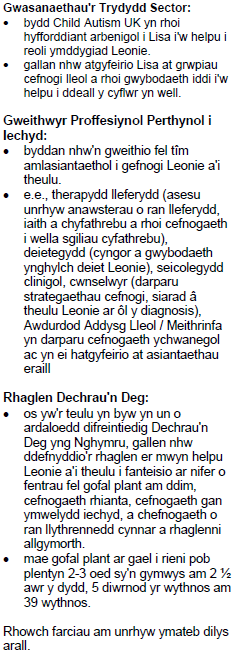 Gwasanaethau'r Trydydd Sector:
• bydd Child Autism UK yn rhoi
hyfforddiant arbenigol i Lisa i'w helpu i
reoli ymddygiad Leonie.
• gallan nhw atgyfeirio Lisa at grwpiau
cefnogi lleol a rhoi gwybodaeth iddi i'w
helpu i ddeall y cyflwr yn well.
Gweithwyr Proffesiynol Perthynol i
Iechyd:
• byddan nhw'n gweithio fel tîm
amlasiantaethol i gefnogi Leonie a'i
theulu.
• e.e., therapydd lleferydd (asesu
unrhyw anawsterau o ran lleferydd,
iaith a chyfathrebu a rhoi cefnogaeth
i wella sgiliau cyfathrebu),
deietegydd (cyngor a gwybodaeth
ynghylch deiet Leonie), seicolegydd
clinigol, cwnselwyr (darparu
strategaethau cefnogi, siarad â
theulu Leonie ar ôl y diagnosis),
Awdurdod Addysg Lleol / Meithrinfa
yn darparu cefnogaeth ychwanegol
ac yn ei hatgyfeirio at asiantaethau
eraill
Rhaglen Dechrau'n Deg:
• os yw'r teulu yn byw yn un o
ardaloedd difreintiedig Dechrau'n
Deg yng Nghymru, gallen nhw
ddefnyddio'r rhaglen er mwyn helpu
Leonie a'i theulu i fanteisio ar nifer o
fentrau fel gofal plant am ddim,
cefnogaeth rhianta, cefnogaeth gan
ymwelydd iechyd, a chefnogaeth o
ran llythrennedd cynnar a rhaglenni
allgymorth.
• mae gofal plant ar gael i rieni pob
plentyn 2-3 oed sy'n gymwys am 2 ½
awr y dydd, 5 diwrnod yr wythnos am
39 wythnos.
Rhowch farciau am unrhyw ymateb dilys
arall.